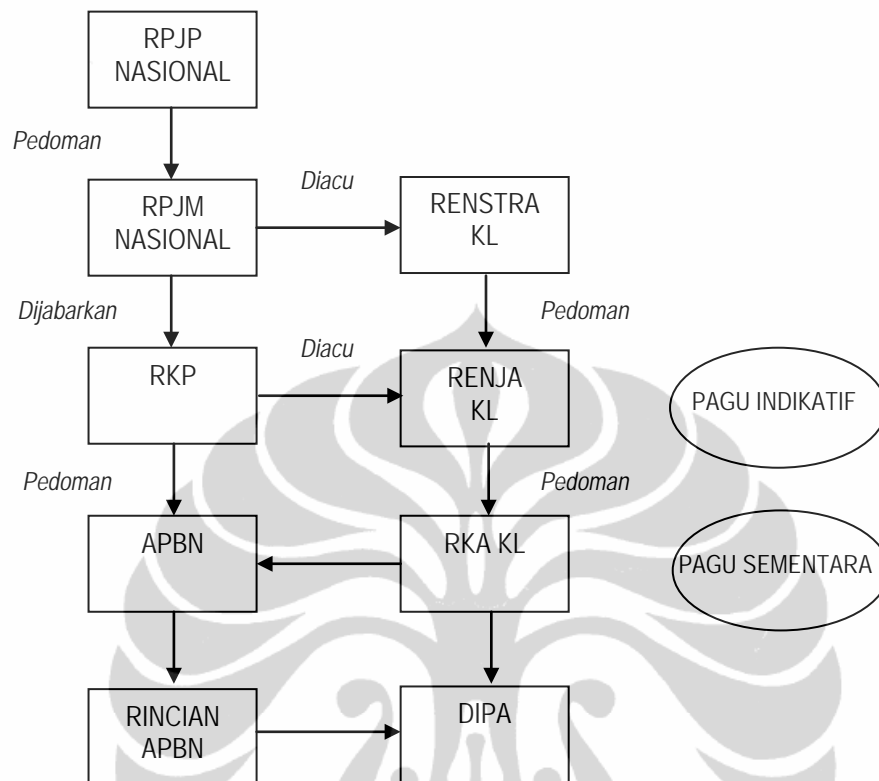 RPJP
NASIONAL
Pedoman
RPJM
NASIONAL
Diacu
RENSTRA
KL
Dijabarkan
Pedoman
RKP
Diacu
RENJA
KL
PAGU INDIKATIF
Pedoman
Pedoman
APBN
RKA KL
PAGU SEMENTARA
RINCIAN
APBN
DIPA